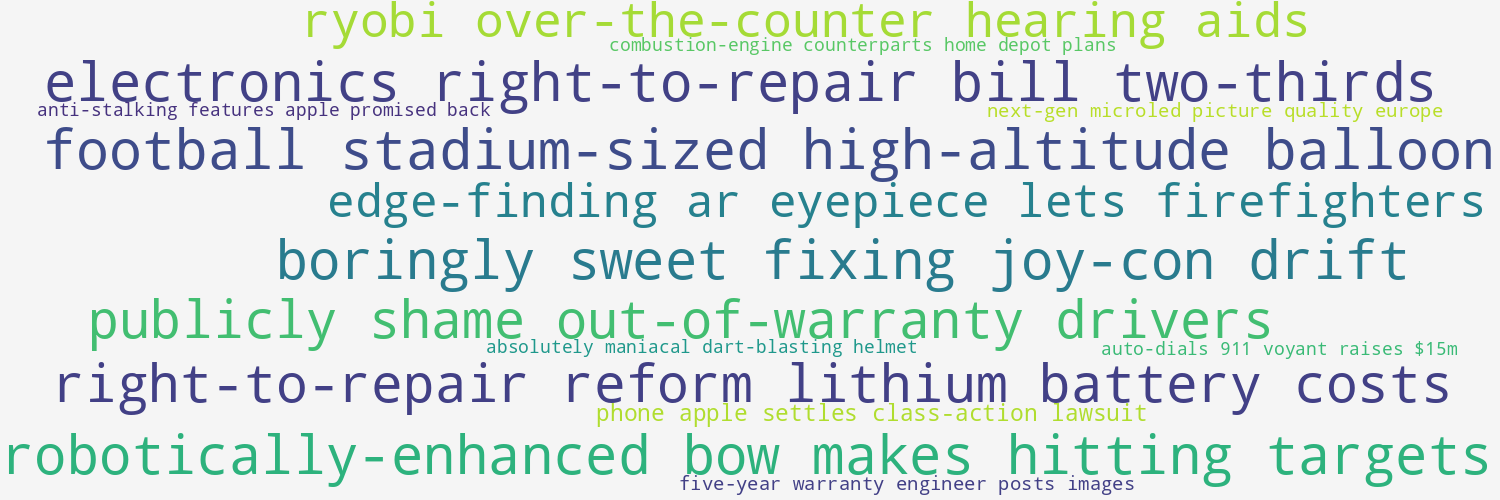 ryobi over-the-counter hearing aids
combustion-engine counterparts home depot plans
electronics right-to-repair bill two-thirds
anti-stalking features apple promised back
next-gen microled picture quality europe
football stadium-sized high-altitude balloon
edge-finding ar eyepiece lets firefighters
boringly sweet fixing joy-con drift
publicly shame out-of-warranty drivers
absolutely maniacal dart-blasting helmet
auto-dials 911 voyant raises $15m
right-to-repair reform lithium battery costs
phone apple settles class-action lawsuit
robotically-enhanced bow makes hitting targets
five-year warranty engineer posts images